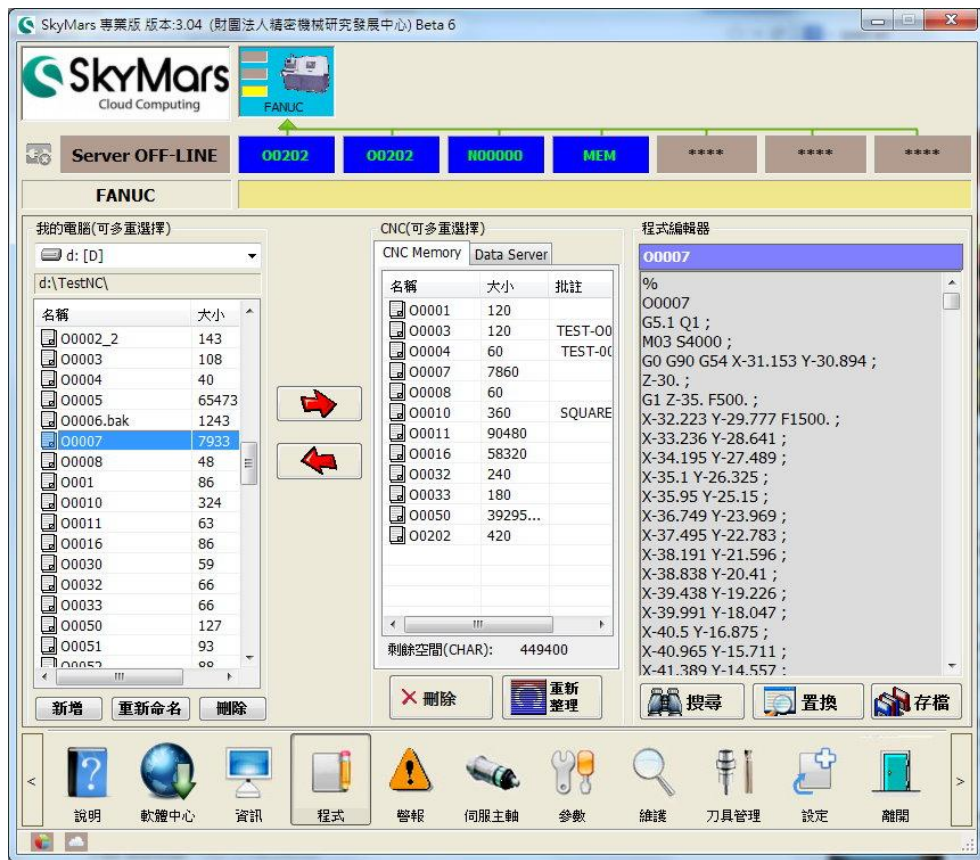 SkyMars 專業版 版本:3.04 (財團法人精密機械研究發展中心) Beta 6
SkyMars
Cloud Computing
FANUC
Server OFF-LINE
O0202
O0202
N00000
MEM
****
****
****
FANUC
我的電腦(可多重選擇)
d: [D]
d:\TestNC\
名稱 大小
O0002_2 143
O0003 108
O0004 40
O0005 65473
O0006.bak 1243
O0007 7933
O0008 48
O001 86
O0010 324
O0011 63
O0016 86
O0030 59
O0032 66
O0033 66
O0050 127
O0051 93
O0052 88
新增
重新命名
刪除
CNC(可多重選擇)
CNC Memory
Data Server
名稱 大小 批註
O0001 120
O0003 120 TEST-O0
O0004 60 TEST-00
O0007 7860
O0008 60
O0010 360 SQUARE
O0011 90480
O0016 58320
O0032 240
O0033 180
O0050 39295...
O0202 420
剩餘空間(CHAR): 449400
刪除
重新
整理
程式編輯器
O0007
%
O0007
G5.1 Q1 ;
M03 S4000 ;
G0 G90 G54 X-31.153 Y-30.894 ;
Z-30. ;
G1 Z-35. F500. ;
X-32.223 Y-29.777 F1500. ;
X-33.236 Y-28.641 ;
X-34.195 Y-27.489 ;
X-35.1 Y-26.325 ;
X-35.95 Y-25.15 ;
X-36.749 Y-23.969 ;
X-37.495 Y-22.783 ;
X-38.191 Y-21.596 ;
X-38.838 Y-20.41 ;
X-39.438 Y-19.226 ;
X-39.991 Y-18.047 ;
X-40.5 Y-16.875 ;
X-40.965 Y-15.711 ;
X-41.389 Y-14.557 ;
搜尋
置換
存檔
<
說明
軟體中心
資訊
程式
警報
伺服主軸
參數
維護
刀具管理
設定
離開
>